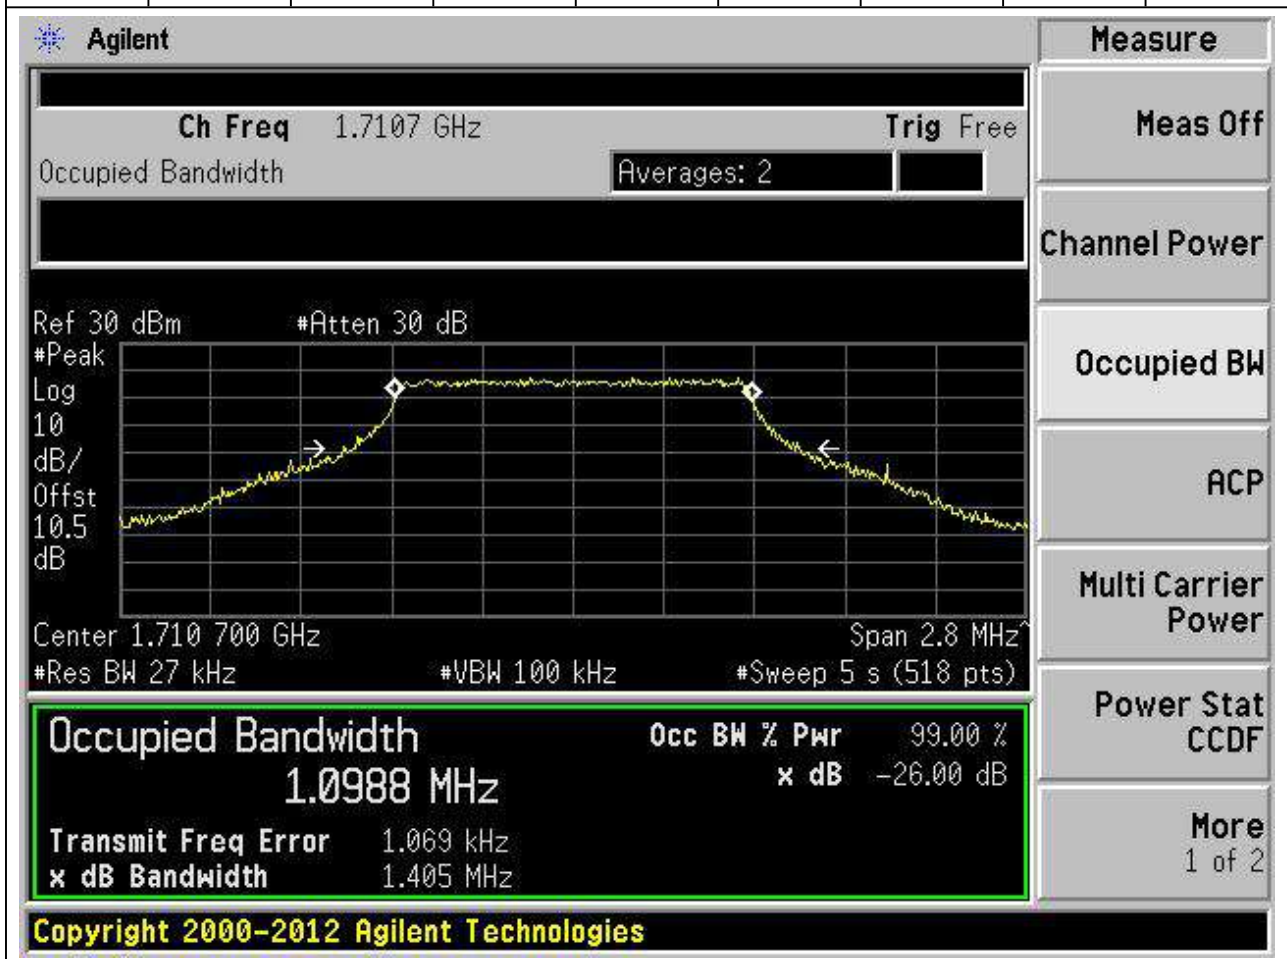 Agilent
Measure
Ch Freq 1.7107 GHz Trig Free
Occupied Bandwidth Averages: 2
Meas Off
Channel Power
Occupied BW
ACP
Multi Carrier
Power
Power Stat
CCDF
More
1 of 2
Ref 30 dBm #Atten 30 dB
#Peak
Log
10
dB/
Offst
10.5
dB
Center 1.710 700 GHz Span 2.8 MHz^
#Res BW 27 kHz #VBW 100 kHz #Sweep 5 s (518 pts)
Occupied Bandwidth Occ BW % Pwr 99.00 %
1.0988 MHz x dB -26.00 dB
Transmit Freq Error 1.069 kHz
x dB Bandwidth 1.405 MHz
Copyright 2000-2012 Agilent Technologies